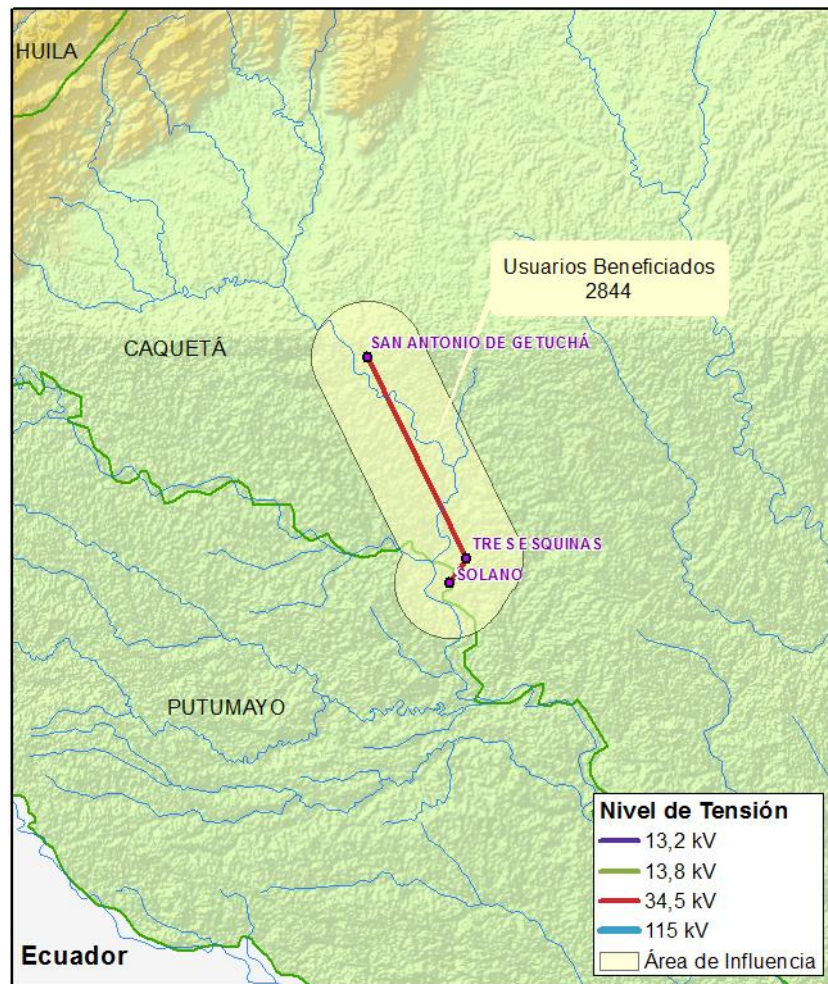 HUILA
Usuarios Beneficiados
2844
SAN ANTONIO DE GETUCHÁ
CAQUETÁ
TRES ESQUINAS
SOLANO
PUTUMAYO
Nivel de Tensión
13,2 kV
13,8 kV
34,5 kV
115 kV
Área de Influencia
Ecuador